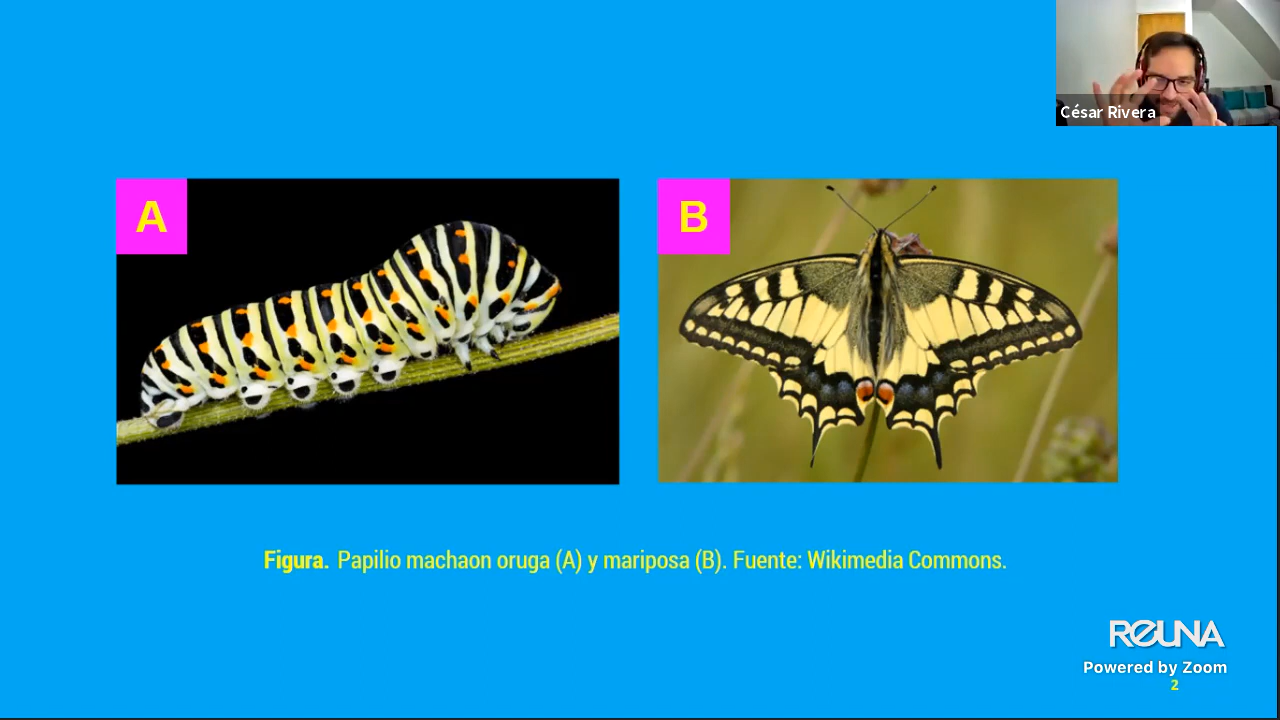 César Rivera
A
B
Figura. Papilio machaon oruga (A) y mariposa (B). Fuente: Wikimedia Commons.
REUNA
Powered by Zoom
2